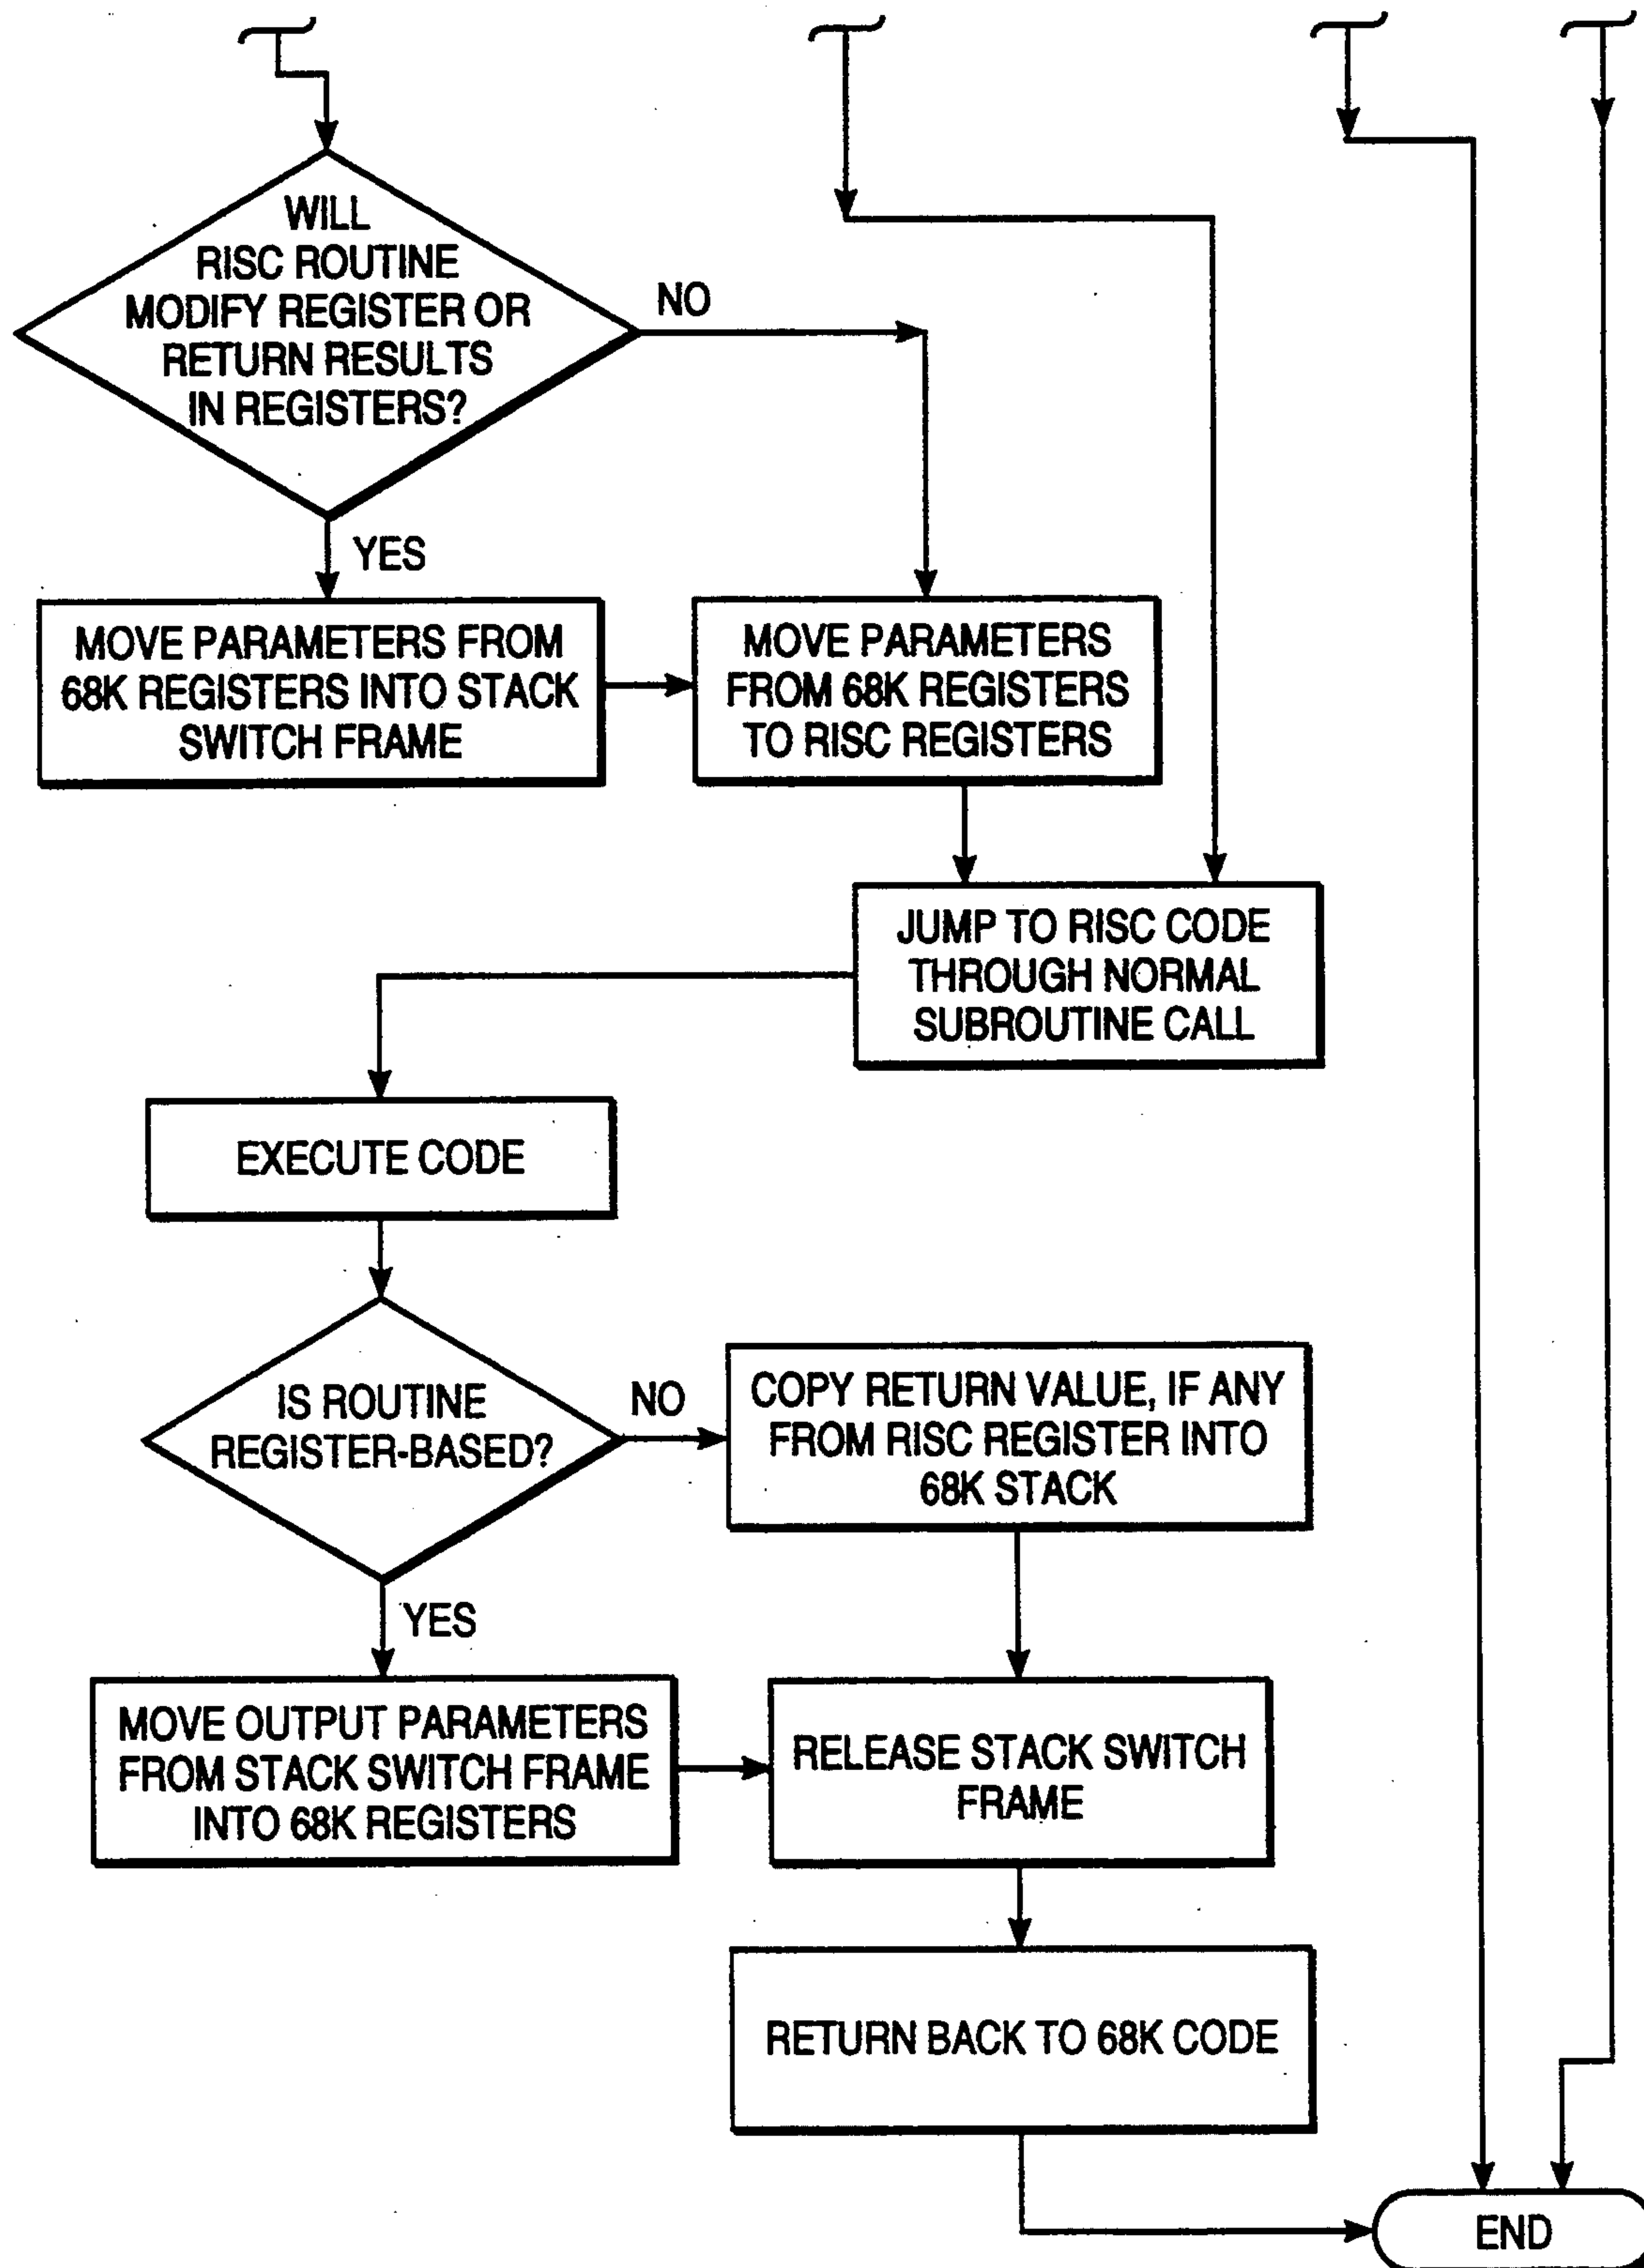 WILL
RISC ROUTINE
MODIFY REGISTER OR
RETURN RESULTS
IN REGISTERS?
NO
YES
MOVE PARAMETERS FROM
68K REGISTERS INTO STACK
SWITCH FRAME
MOVE PARAMETERS
FROM 68K REGISTERS
TO RISC REGISTERS
JUMP TO RISC CODE
THROUGH NORMAL
SUBROUTINE CALL
EXECUTE CODE
IS ROUTINE
REGISTER-BASED?
NO
COPY RETURN VALUE, IF ANY
FROM RISC REGISTER INTO
68K STACK
YES
MOVE OUTPUT PARAMETERS
FROM STACK SWITCH FRAME
INTO 68K REGISTERS
RELEASE STACK SWITCH
FRAME
RETURN BACK TO 68K CODE
END